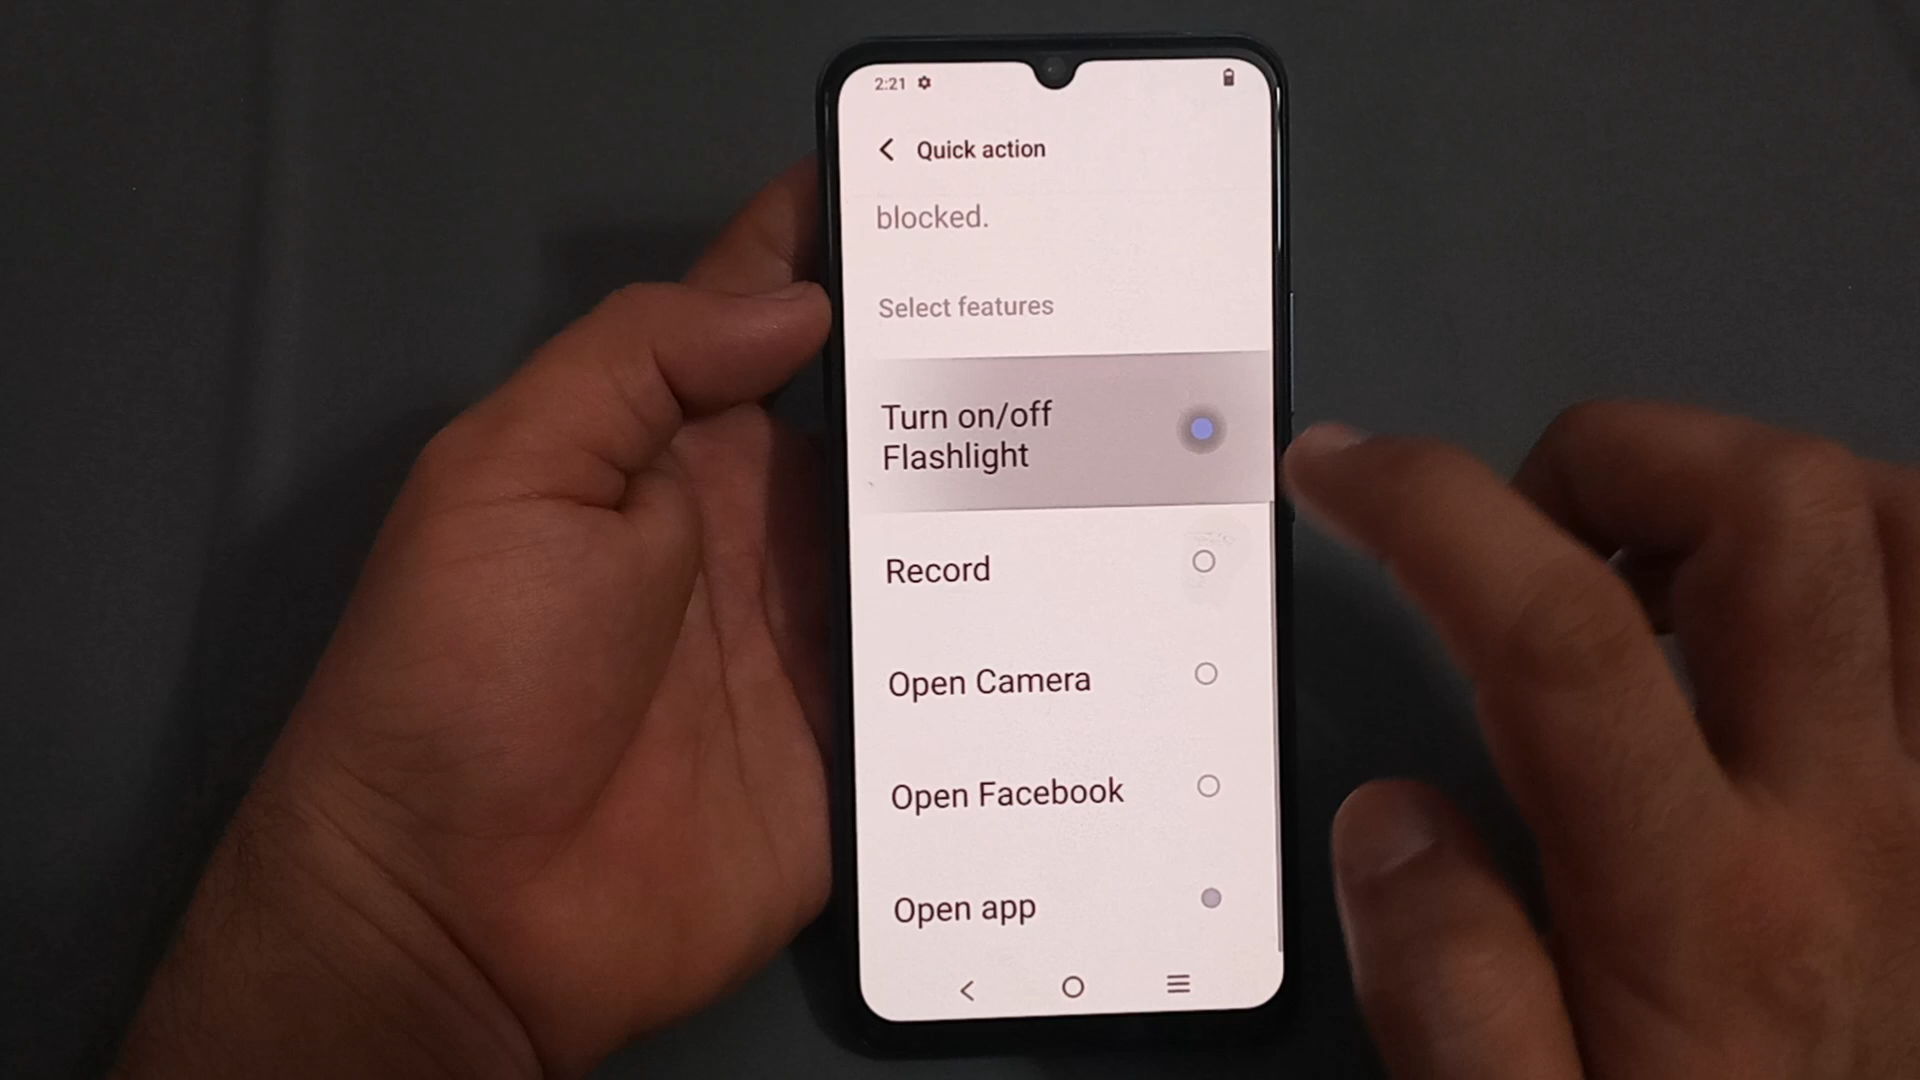 2:21
Quick action
blocked.
Select features
Turn on/off
Flashlight
Record
Open Camera
Open Facebook
Open app